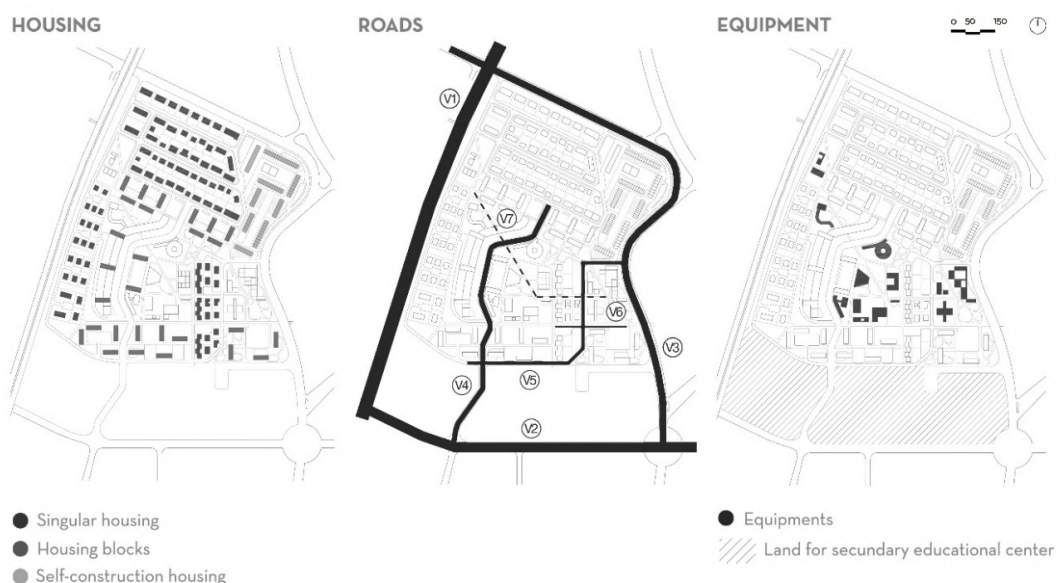 HOUSING
ROADS
EQUIPMENT
0 50 150
V1
V7
V6
V3
V4
V5
V2
Singular housing
Housing blocks
Self-construction housing
Equipments
Land for secundary educational center